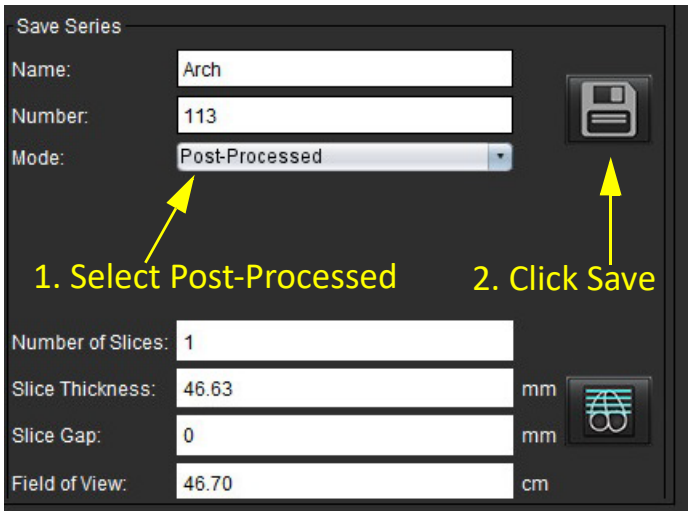 Save Series
Name: Arch
Number: 113
Mode: Post-Processed
1. Select Post-Processed 2. Click Save
Number of Slices: 1
Slice Thickness: 46.63 mm
Slice Gap: 0 mm
Field of View: 46.70 cm